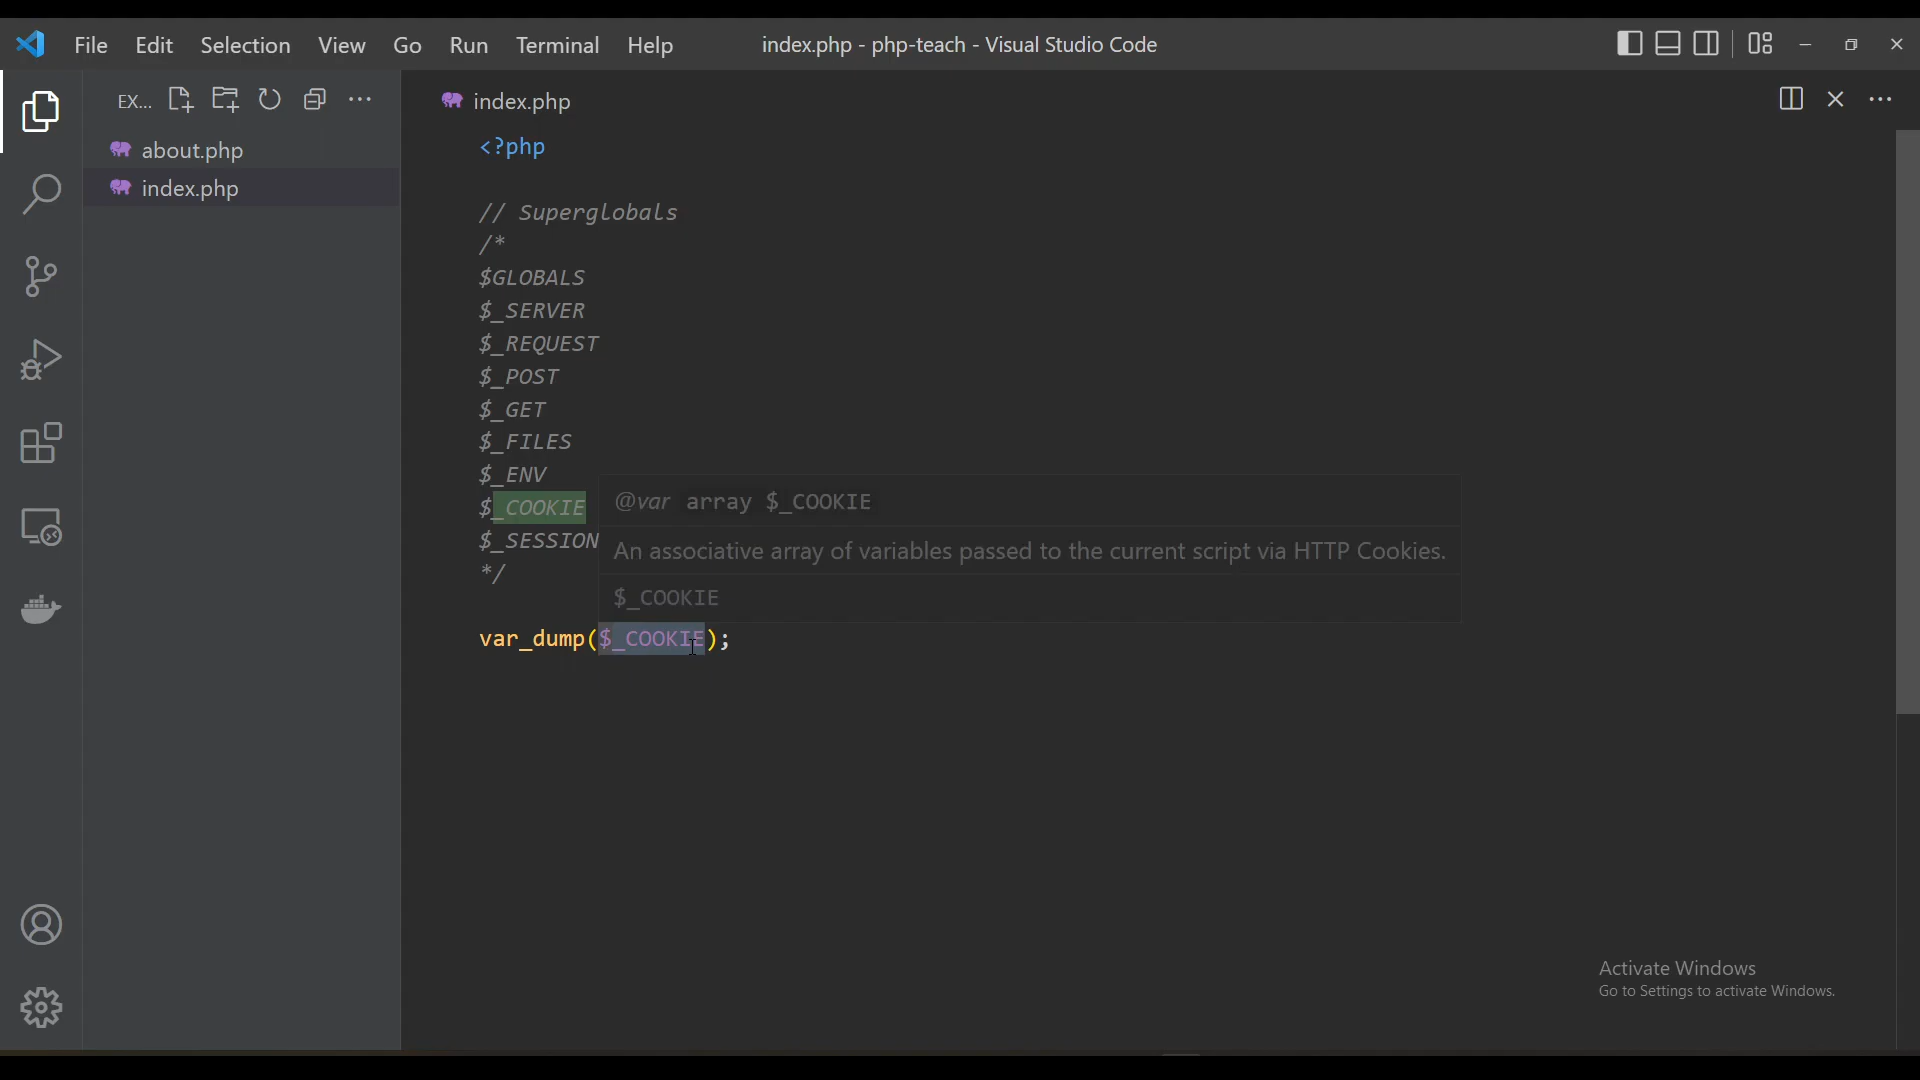 File Edit Selection View Go Run Terminal Help index.php - php-teach - Visual Studio Code
EX...
about.php
index.php
index.php
<?php
// Superglobals
/*
$GLOBALS
$_SERVER
$_REQUEST
$_POST
$_GET
$_FILES
$_ENV
$_COOKIE
$_SESSION
*/
@var array $_COOKIE
An associative array of variables passed to the current script via HTTP Cookies.
$_COOKIE
var_dump($_COOKIE);
Activate Windows
Go to Settings to activate Windows.